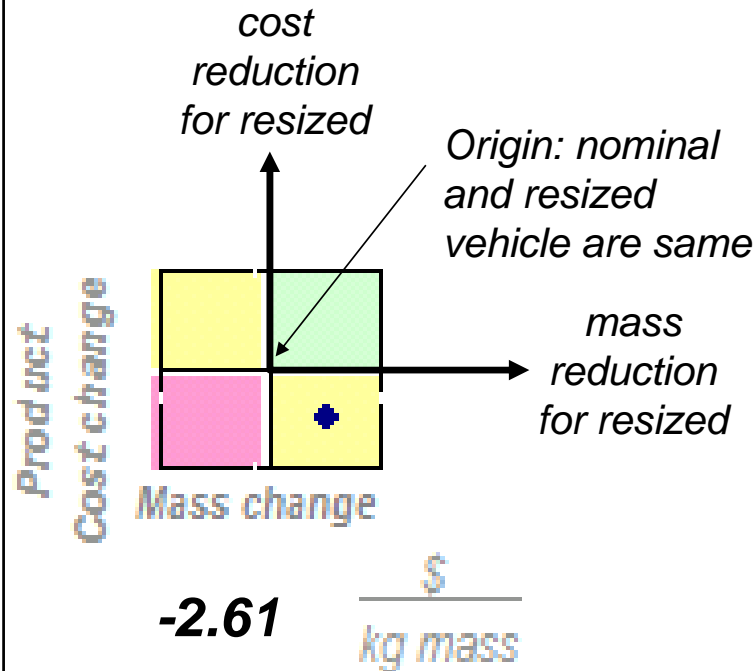 cost
reduction
for resized
Origin: nominal
and resized
vehicle are same
Product
Cost change
mass
reduction
for resized
Mass change
-2.61
$
kg mass